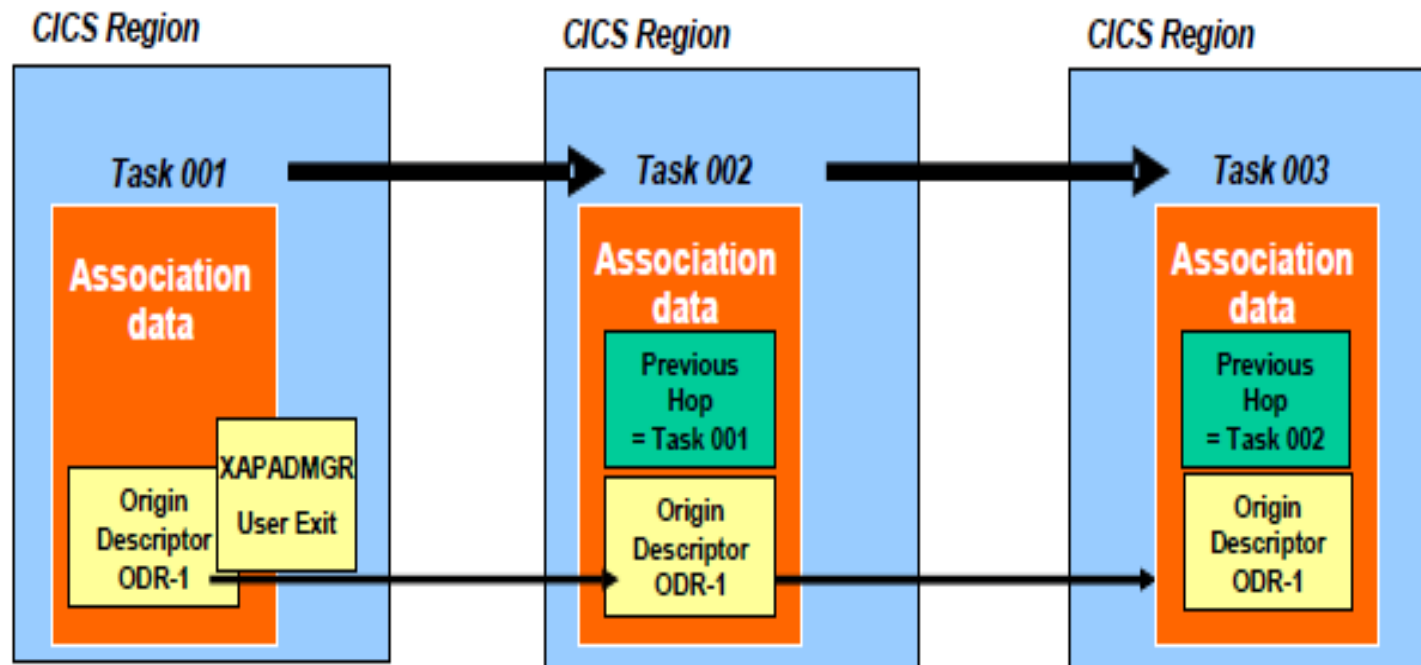 CICS Region
Task 001
Association
data
XAPADMGR
User Exit
Origin
Descriptor
ODR-1
CICS Region
Task 002
Association
data
Previous
Hop
= Task 001
Origin
Descriptor
ODR-1
CICS Region
Task 003
Association
data
Previous
Hop
= Task 002
Origin
Descriptor
ODR-1